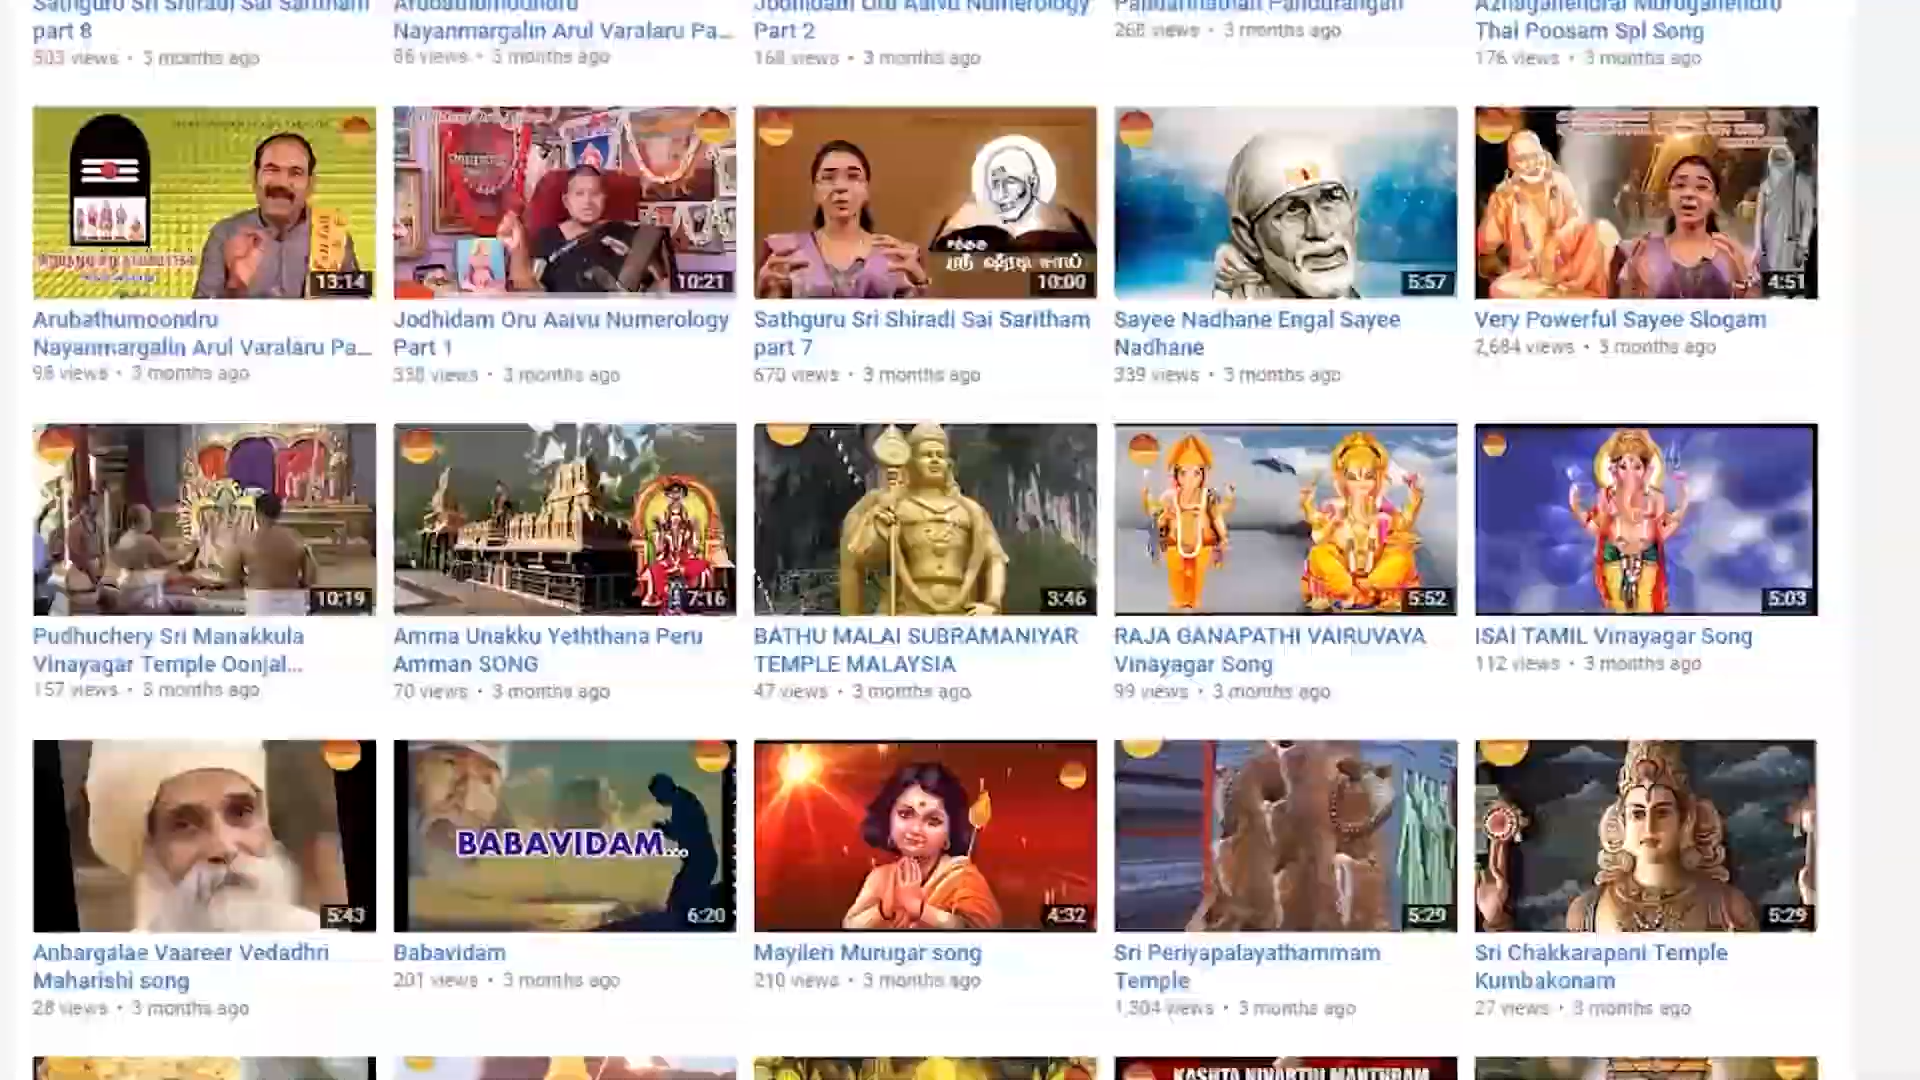 part 8
Nayanmargalin Arul Varalaru Pa...
Part 2
Thai Poosam Spl Song
503 views • 3 months ago
86 views • 3 months ago
168 views • 3 months ago
268 views • 3 months ago
176 views • 3 months ago
13:14
10:21
ஸ்ரீ ஷிரடி சாய்
10:00
5:57
4:51
Arubathumoondru
Nayanmargalin Arul Varalaru Pa...
98 views • 3 months ago
Jodhidam Oru Aaivu Numerology
Part 1
338 views • 3 months ago
Sathguru Sri Shiradi Sai Saritham
part 7
670 views • 3 months ago
Sayee Nadhane Engal Sayee
Nadhane
339 views • 3 months ago
Very Powerful Sayee Slogam
2,684 views • 3 months ago
10:19
7:16
3:46
5:52
5:03
Pudhuchery Sri Manakkula
Vinayagar Temple Oonjal...
157 views • 3 months ago
Amma Unakku Yeththana Peru
Amman SONG
70 views • 3 months ago
BATHU MALAI SUBRAMANIYAR
TEMPLE MALAYSIA
47 views • 3 months ago
RAJA GANAPATHI VAIRUVAYA
Vinayagar Song
99 views • 3 months ago
ISAI TAMIL Vinayagar Song
112 views • 3 months ago
5:43
BABAVIDAM...
6:20
4:32
5:29
5:29
Anbargalae Vaareer Vedadhri
Maharishi song
28 views • 3 months ago
Babavidam
201 views • 3 months ago
Mayileri Murugar song
210 views • 3 months ago
Sri Periyapalayathammam
Temple
1,304 views • 3 months ago
Sri Chakkarapani Temple
Kumbakonam
27 views • 3 months ago
KASHTA NIVARTHI MANTHRAM